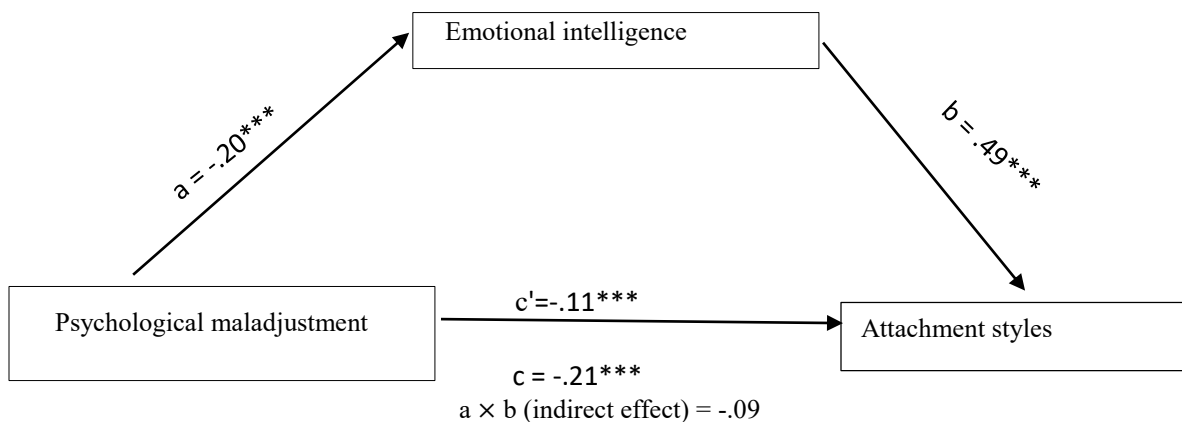 Emotional intelligence
a = -.20***
b = .49***
Psychological maladjustment
c'=-.11***
Attachment styles
c = -.21***
a × b (indirect effect) = -.09